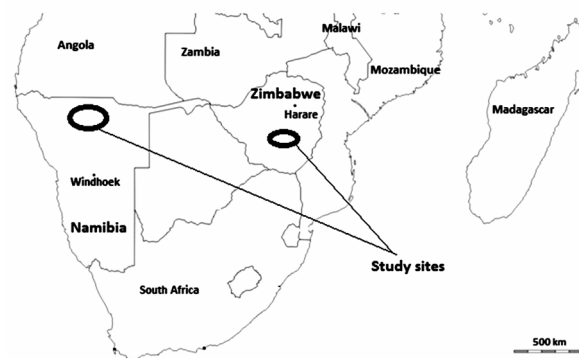 Malawi
Angola
Zambia
Mozambique
Zimbabwe
Harare
Madagascar
Windhoek
Namibia
Study sites
South Africa
500 km